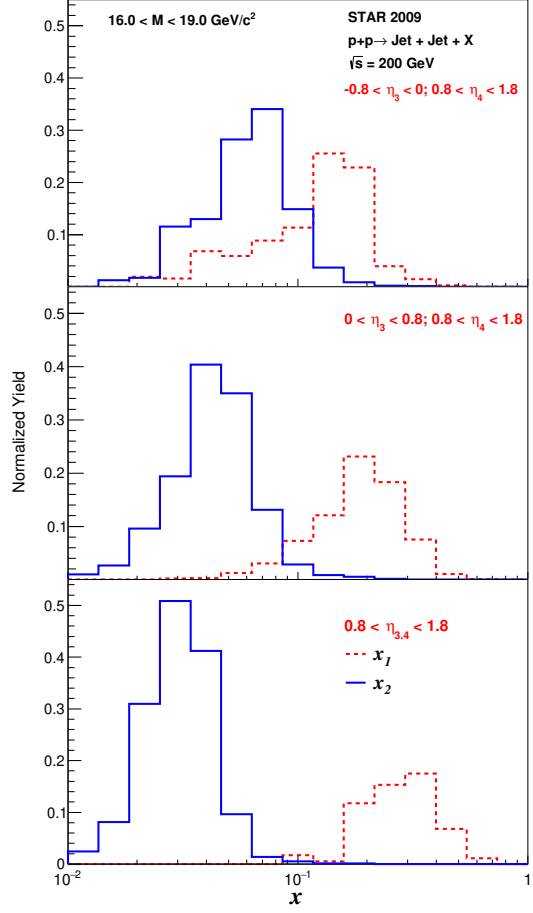 16.0 < M < 19.0 GeV/c²
STAR 2009
p+p→ Jet + Jet + X
√s = 200 GeV
-0.8 < η₃ < 0; 0.8 < η₄ < 1.8
0.5
0.4
0.3
0.2
0.1
0 < η₃ < 0.8; 0.8 < η₄ < 1.8
0.5
0.4
0.3
0.2
0.1
Normalized Yield
0.8 < η₃,₄ < 1.8
x₁
x₂
0.5
0.4
0.3
0.2
0.1
0
10⁻²
10⁻¹
1
x